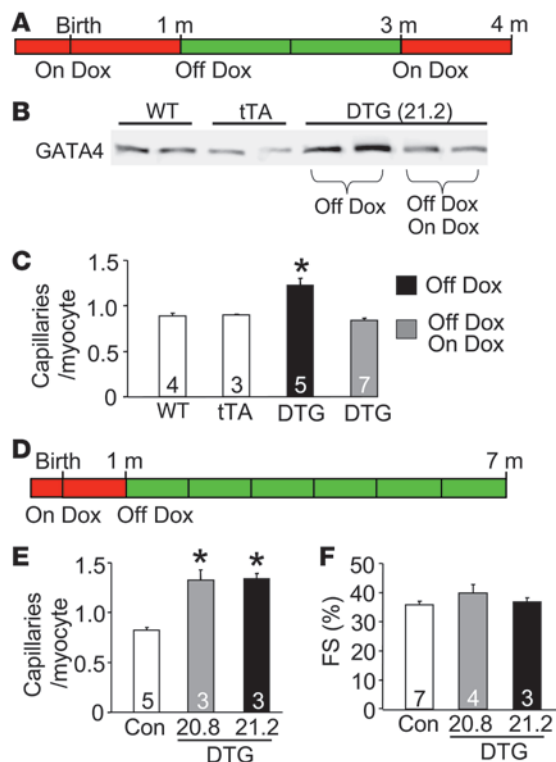 A
Birth 1 m 3 m 4 m
On Dox Off Dox On Dox
B
WT tTA DTG (21.2)
GATA4
Off Dox Off Dox
On Dox
C
Capillaries
/myocyte
1.5
1.0
0.5
0
*
4 3 5 7
WT tTA DTG DTG
Off Dox
Off Dox
On Dox
D
Birth 1 m 7 m
On Dox Off Dox
E
Capillaries
/myocyte
1.5
1.0
0.5
0
* *
5 3 3
Con 20.8 21.2
DTG
F
FS (%)
50
40
30
20
10
0
7 4 3
Con 20.8 21.2
DTG